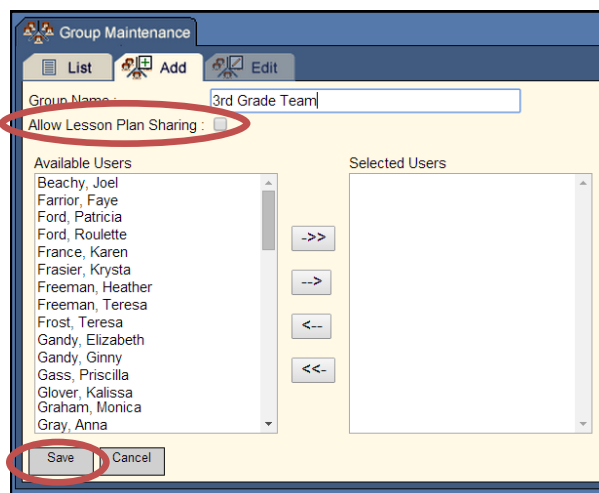 Group Maintenance
List Add Edit
Group Name : 3rd Grade Team
Allow Lesson Plan Sharing :
Available Users Selected Users
Beachy, Joel
Farrior, Faye
Ford, Patricia
Ford, Roulette
France, Karen
Frasier, Krysta
Freeman, Heather
Freeman, Teresa
Frost, Teresa
Gandy, Elizabeth
Gandy, Ginny
Gass, Priscilla
Glover, Kalissa
Graham, Monica
Gray, Anna
->>
-->
<--
<<-
Save Cancel